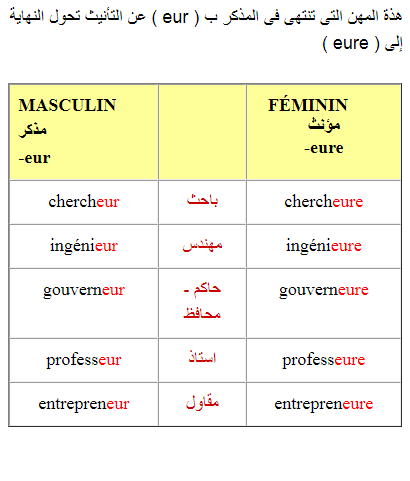 هذة المهن التى تنتهى فى المذكر ب ( eur ) عن التأنيث تحول النهاية
إلى ( eure )
MASCULIN FÉMININ
مذكر مؤنث
-eur -eure
chercheur باحث chercheure
ingénieur مهندس ingénieure
gouverneur حاكم - gouverneure
محافظ
professeur استاذ professeure
entrepreneur مقاول entrepreneure